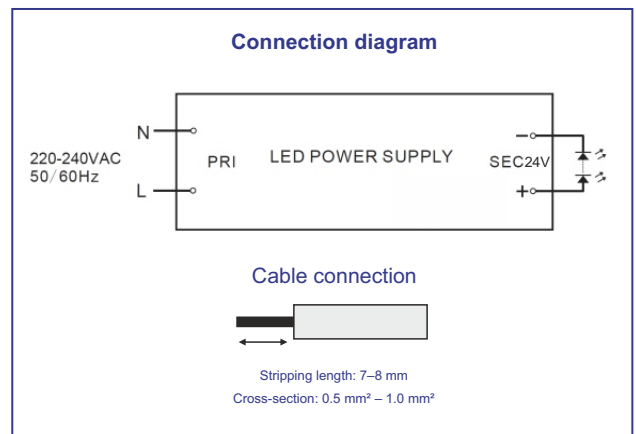 Connection diagram
N
220-240VAC
50/60Hz
L
PRI
LED POWER SUPPLY
SEC24V
−
+
Cable connection
Stripping length: 7–8 mm
Cross-section: 0.5 mm² – 1.0 mm²